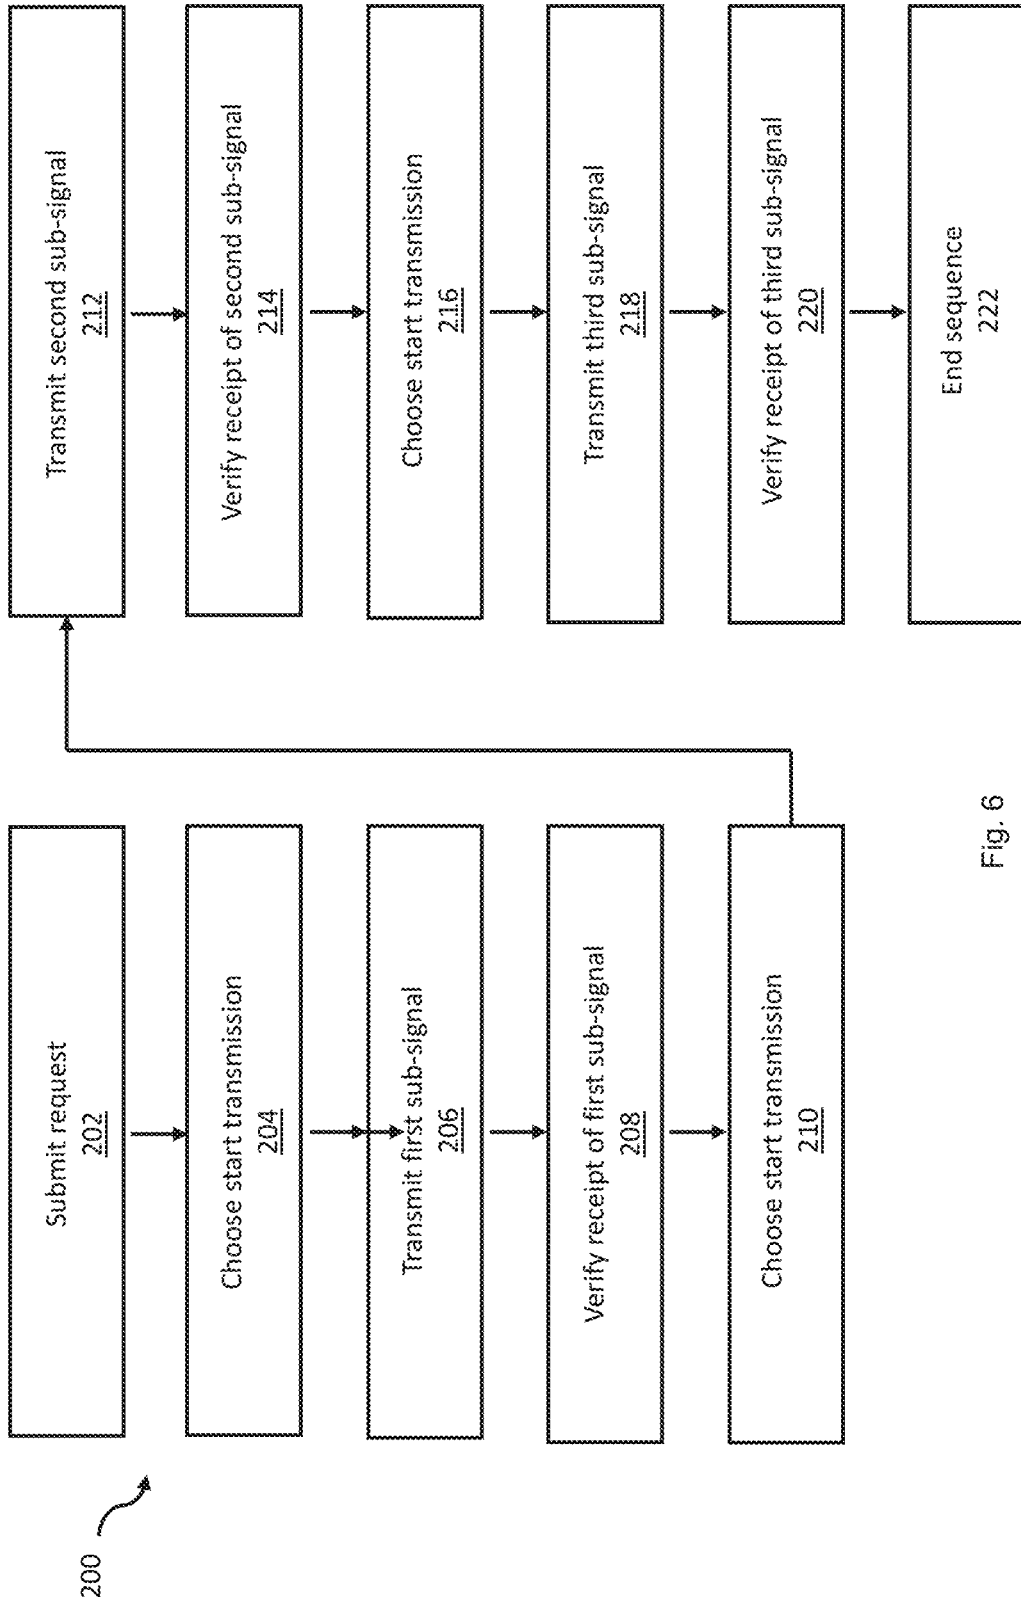 200
Submit request
202
Choose start transmission
204
Transmit first sub-signal
206
Verify receipt of first sub-signal
208
Choose start transmission
210
Transmit second sub-signal
212
Verify receipt of second sub-signal
214
Choose start transmission
216
Transmit third sub-signal
218
Verify receipt of third sub-signal
220
End sequence
222
Fig. 6